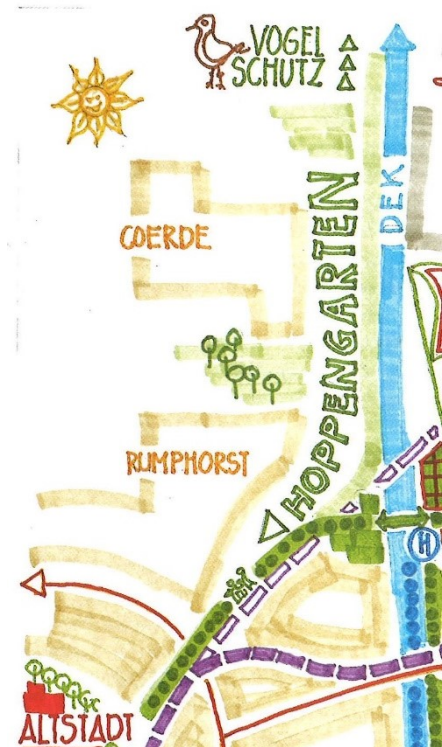 VOGEL
SCHUTZ
DEK
COERDE
HOPPENGARTEN
RUMPHORST
H
ALTSTADT